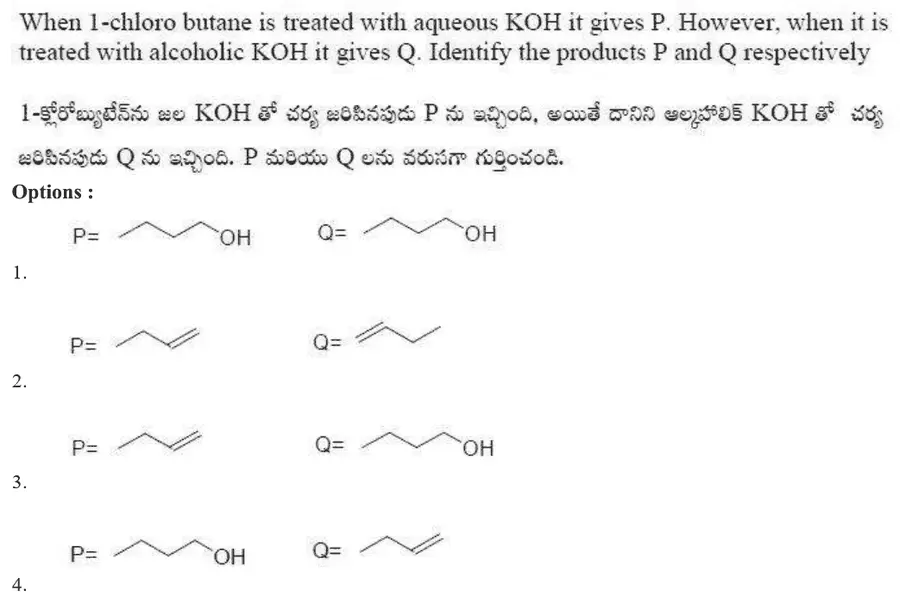 When 1-chloro butane is treated with aqueous KOH it gives P. However, when it is
treated with alcoholic KOH it gives Q. Identify the products P and Q respectively
1-క్లోరోబ్యుటేన్‌ను జల KOH తో చర్య జరిపినపుడు P ను ఇచ్చింది, అయితే దానిని ఆల్కహాలిక్ KOH తో చర్య
జరిపినపుడు Q ను ఇచ్చింది. P మరియు Q లను వరుసగా గుర్తించండి.
Options :
P= OH Q= OH
1.
P= Q=
2.
P= Q= OH
3.
P= OH Q=
4.